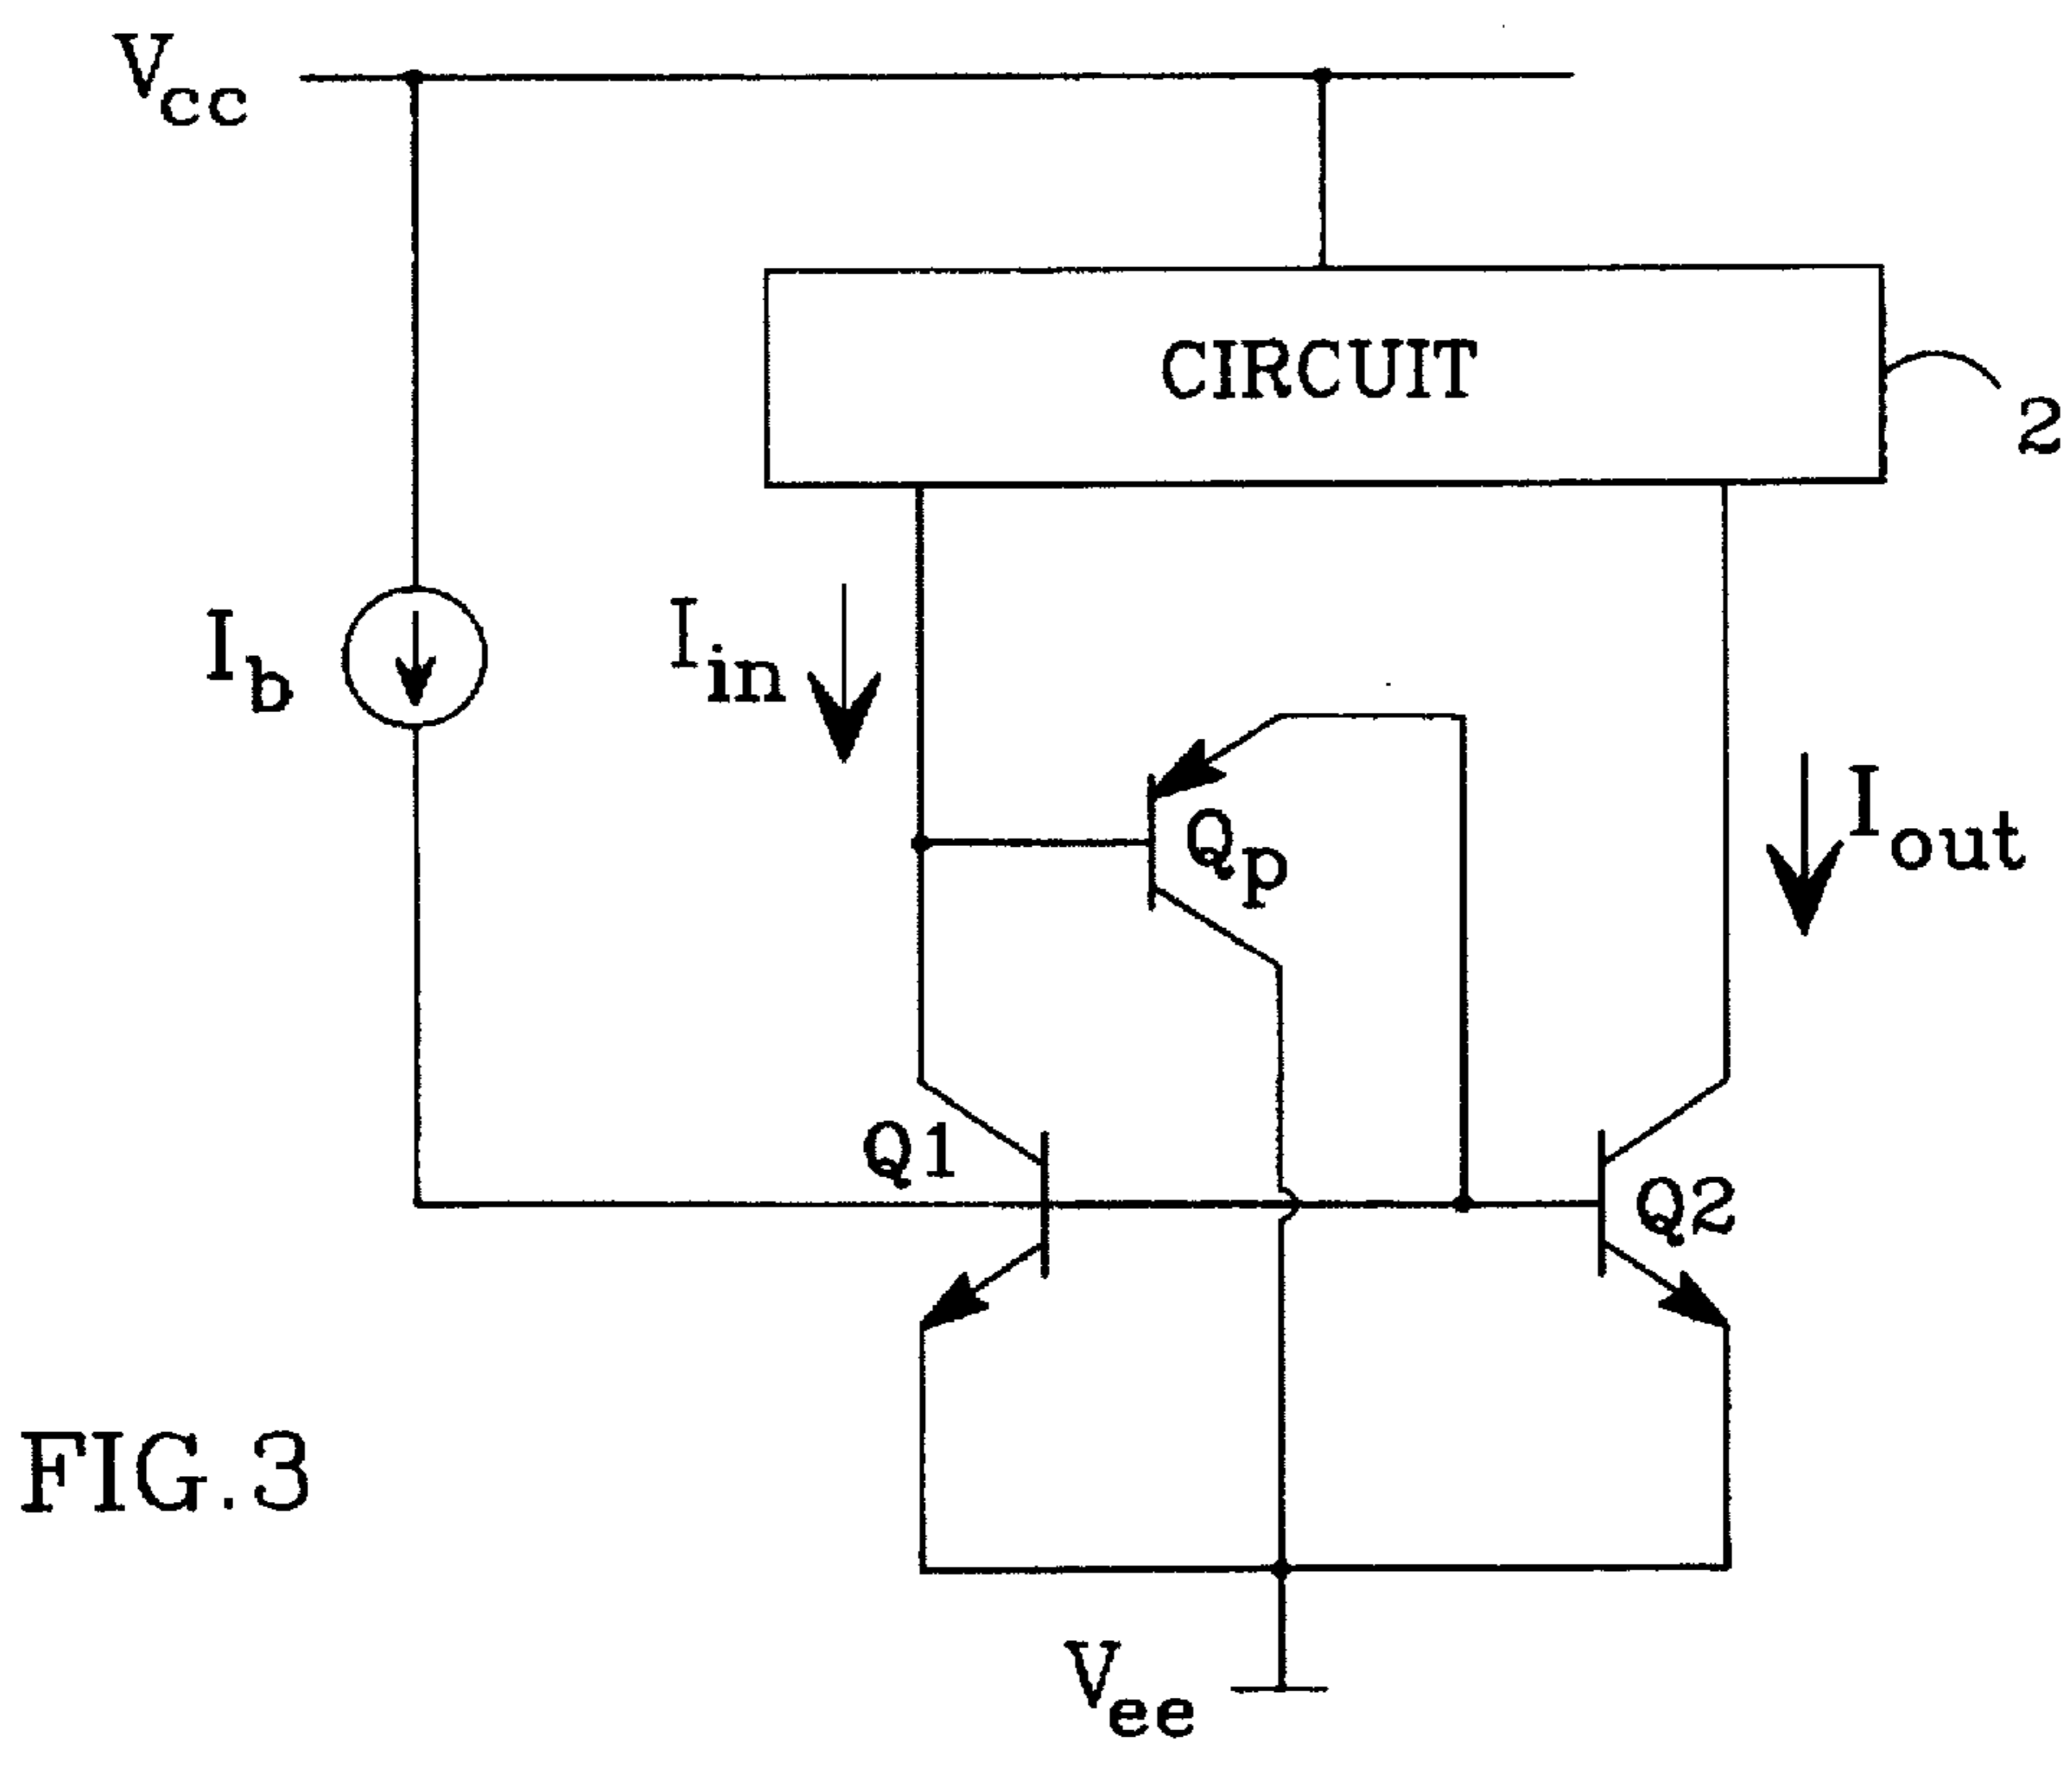 Vcc
CIRCUIT
2
Ib
Iin
Qp
Iout
Q1
Q2
FIG.3
Vee